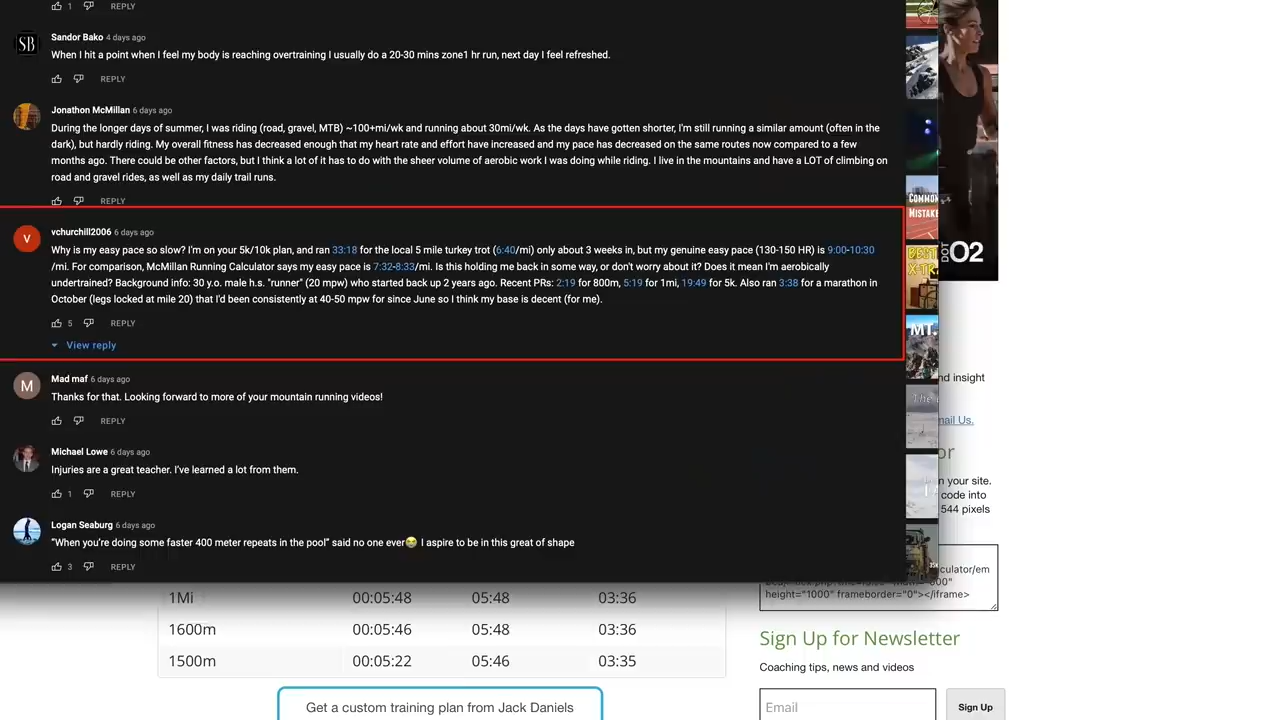 1 REPLY
SB
Sandor Bako 4 days ago
When I hit a point when I feel my body is reaching overtraining I usually do a 20-30 mins zone1 hr run, next day I feel refreshed.
REPLY
Jonathon McMillan 6 days ago
During the longer days of summer, I was riding (road, gravel, MTB) ~100+mi/wk and running about 30mi/wk. As the days have gotten shorter, I'm still running a similar amount (often in the
dark), but hardly riding. My overall fitness has decreased enough that my heart rate and effort have increased and my pace has decreased on the same routes now compared to a few
months ago. There could be other factors, but I think a lot of it has to do with the sheer volume of aerobic work I was doing while riding. I live in the mountains and have a LOT of climbing on
road and gravel rides, as well as my daily trail runs.
REPLY
V
vchurchill2006 6 days ago
Why is my easy pace so slow? I'm on your 5k/10k plan, and ran 33:18 for the local 5 mile turkey trot (6:40/mi) only about 3 weeks in, but my genuine easy pace (130-150 HR) is 9:00-10:30
/mi. For comparison, McMillan Running Calculator says my easy pace is 7:32-8:33/mi. Is this holding me back in some way, or don't worry about it? Does it mean I'm aerobically
undertrained? Background info: 30 y.o. male h.s. "runner" (20 mpw) who started back up 2 years ago. Recent PRs: 2:19 for 800m, 5:19 for 1mi, 19:49 for 5k. Also ran 3:38 for a marathon in
October (legs locked at mile 20) that I'd been consistently at 40-50 mpw for since June so I think my base is decent (for me).
5 REPLY
View reply
M
Mad maf 6 days ago
Thanks for that. Looking forward to more of your mountain running videos!
REPLY
Michael Lowe 6 days ago
Injuries are a great teacher. I've learned a lot from them.
1 REPLY
Logan Seaburg 6 days ago
"When you're doing some faster 400 meter repeats in the pool" said no one ever😭 I aspire to be in this great of shape
3 REPLY
COMMON
MISTAKE
BEST
X-TR
MT.
DOT
O2
nd insight
mail Us.
or
n your site.
code into
544 pixels
culator/em
height="1000" frameborder="0"></iframe>
1Mi 00:05:48 05:48 03:36
1600m 00:05:46 05:48 03:36
1500m 00:05:22 05:46 03:35
Get a custom training plan from Jack Daniels
Sign Up for Newsletter
Coaching tips, news and videos
Email
Sign Up